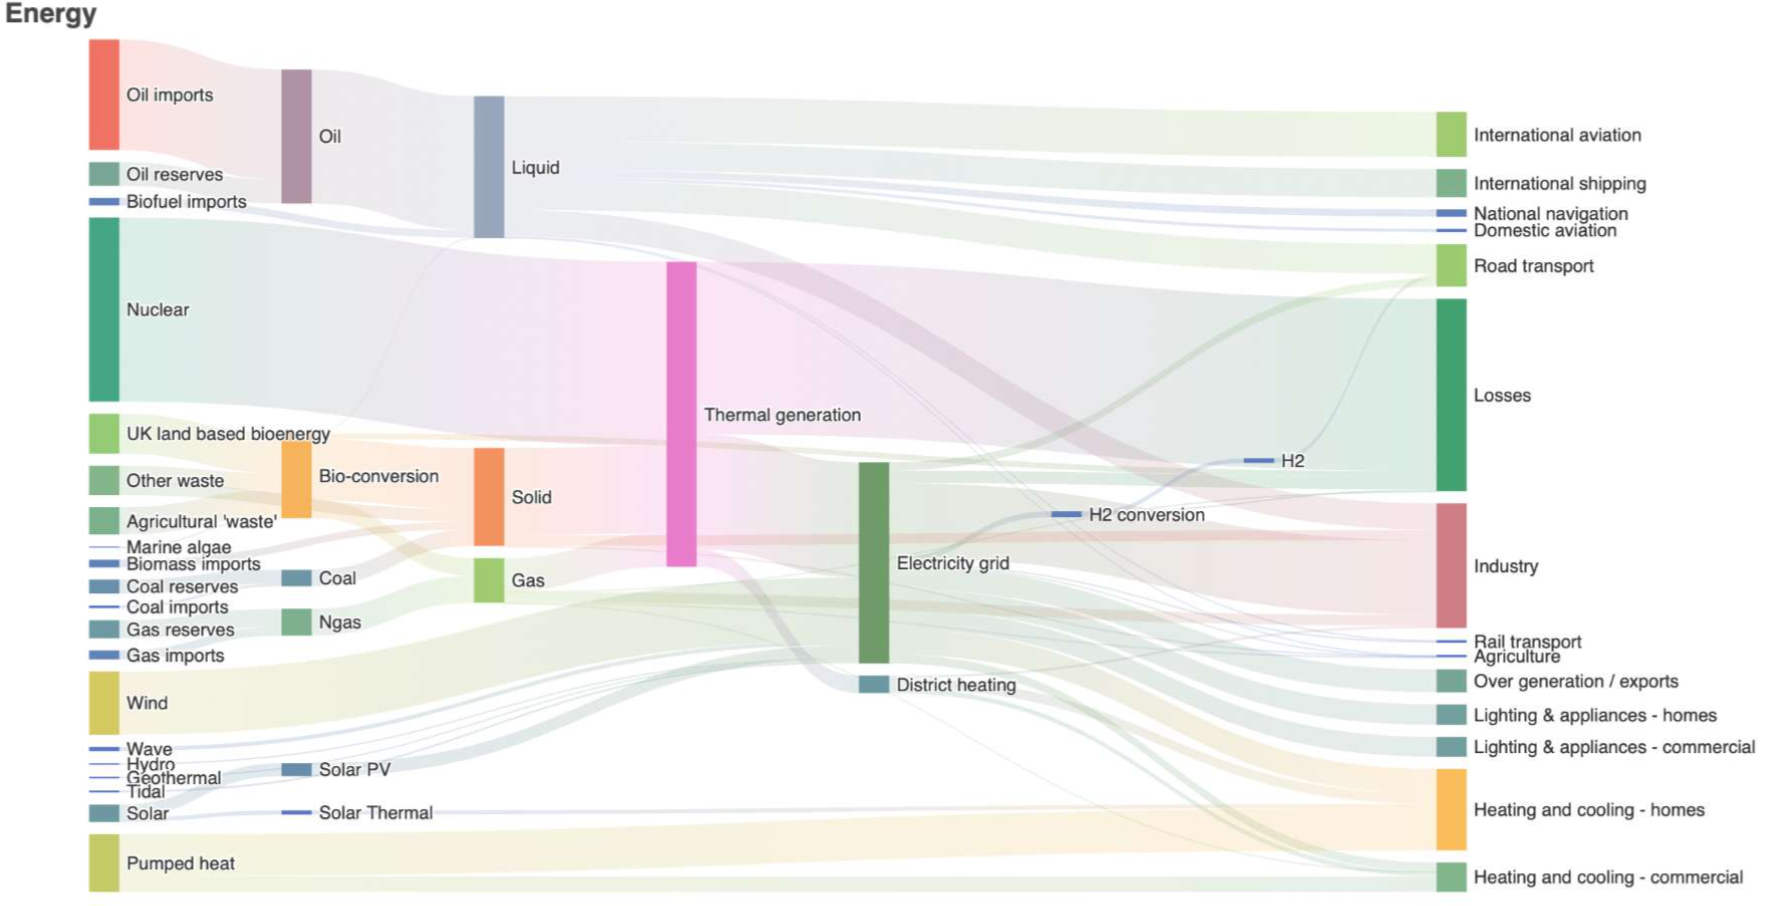 Energy
Oil imports
Oil
Liquid
Oil reserves
Biofuel imports
Nuclear
UK land based bioenergy
Other waste
Bio-conversion
Agricultural 'waste'
Marine algae
Biomass imports
Coal reserves
Coal
Coal imports
Gas reserves
Ngas
Gas imports
Solid
Gas
Wind
Wave
Hydro
Geothermal
Tidal
Solar
Solar PV
Solar Thermal
Pumped heat
Thermal generation
Electricity grid
District heating
H2 conversion
H2
International aviation
International shipping
National navigation
Domestic aviation
Road transport
Losses
Industry
Rail transport
Agriculture
Over generation / exports
Lighting & appliances - homes
Lighting & appliances - commercial
Heating and cooling - homes
Heating and cooling - commercial